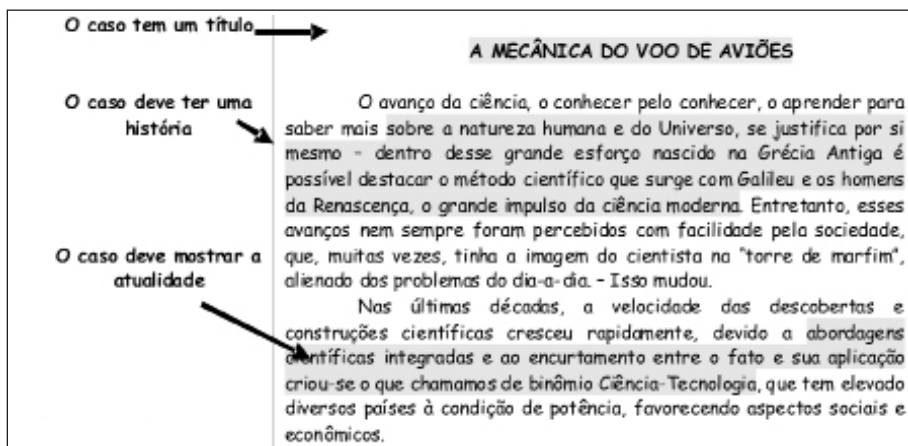 O caso tem um título
A MECÂNICA DO VOO DE AVIÕES
O caso deve ter uma
história
O avanço da ciência, o conhecer pelo conhecer, o aprender para
saber mais sobre a natureza humana e do Universo, se justifica por si
mesmo - dentro desse grande esforço nascido na Grécia Antiga é
possível destacar o método científico que surge com Galileu e os homens
da Renascença, o grande impulso da ciência moderna. Entretanto, esses
avanços nem sempre foram percebidos com facilidade pela sociedade,
que, muitas vezes, tinha a imagem do cientista na "torre de marfim",
alienado dos problemas do dia-a-dia. - Isso mudou.
O caso deve mostrar a
atualidade
Nas últimas décadas, a velocidade das descobertas e
construções científicas cresceu rapidamente, devido a abordagens
científicas integradas e ao encurtamento entre o fato e sua aplicação
criou-se o que chamamos de binômio Ciência-Tecnologia, que tem elevado
diversos países à condição de potência, favorecendo aspectos sociais e
econômicos.